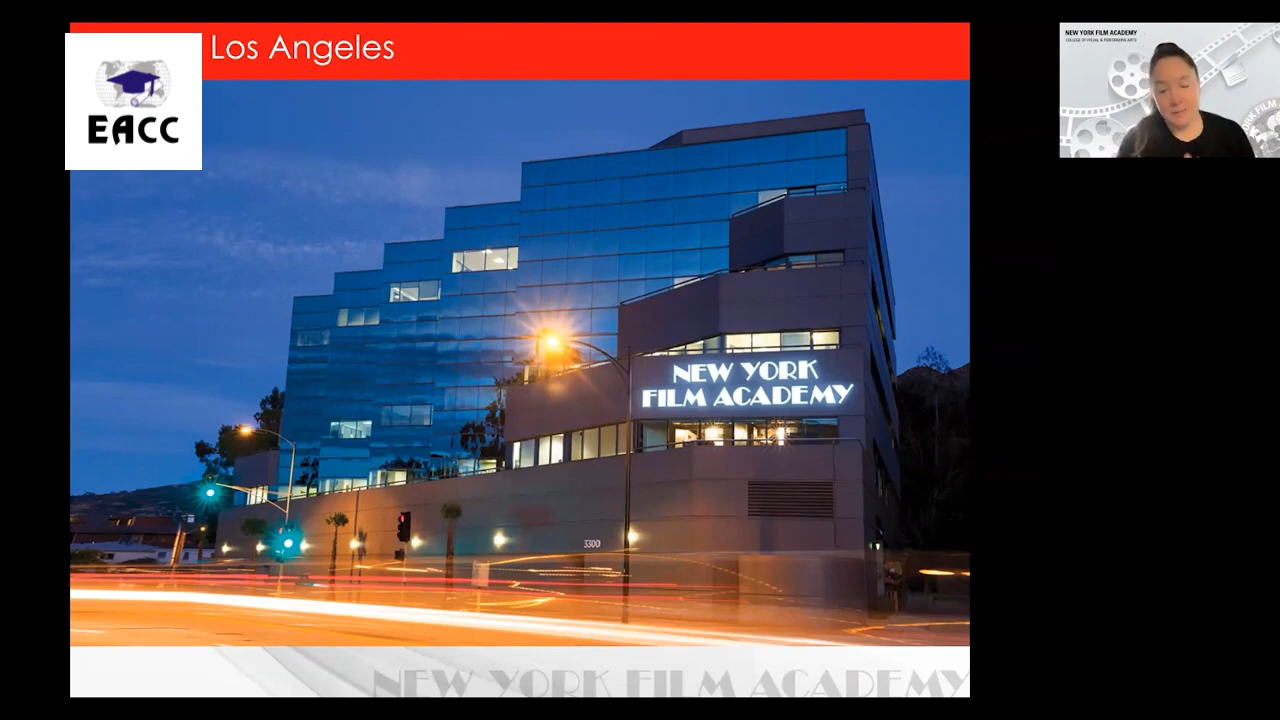 Los Angeles
EACC
NEW YORK
FILM ACADEMY
3300
NEW YORK FILM ACADEMY
NEW YORK FILM ACADEMY
COLLEGE OF VISUAL & PERFORMING ARTS